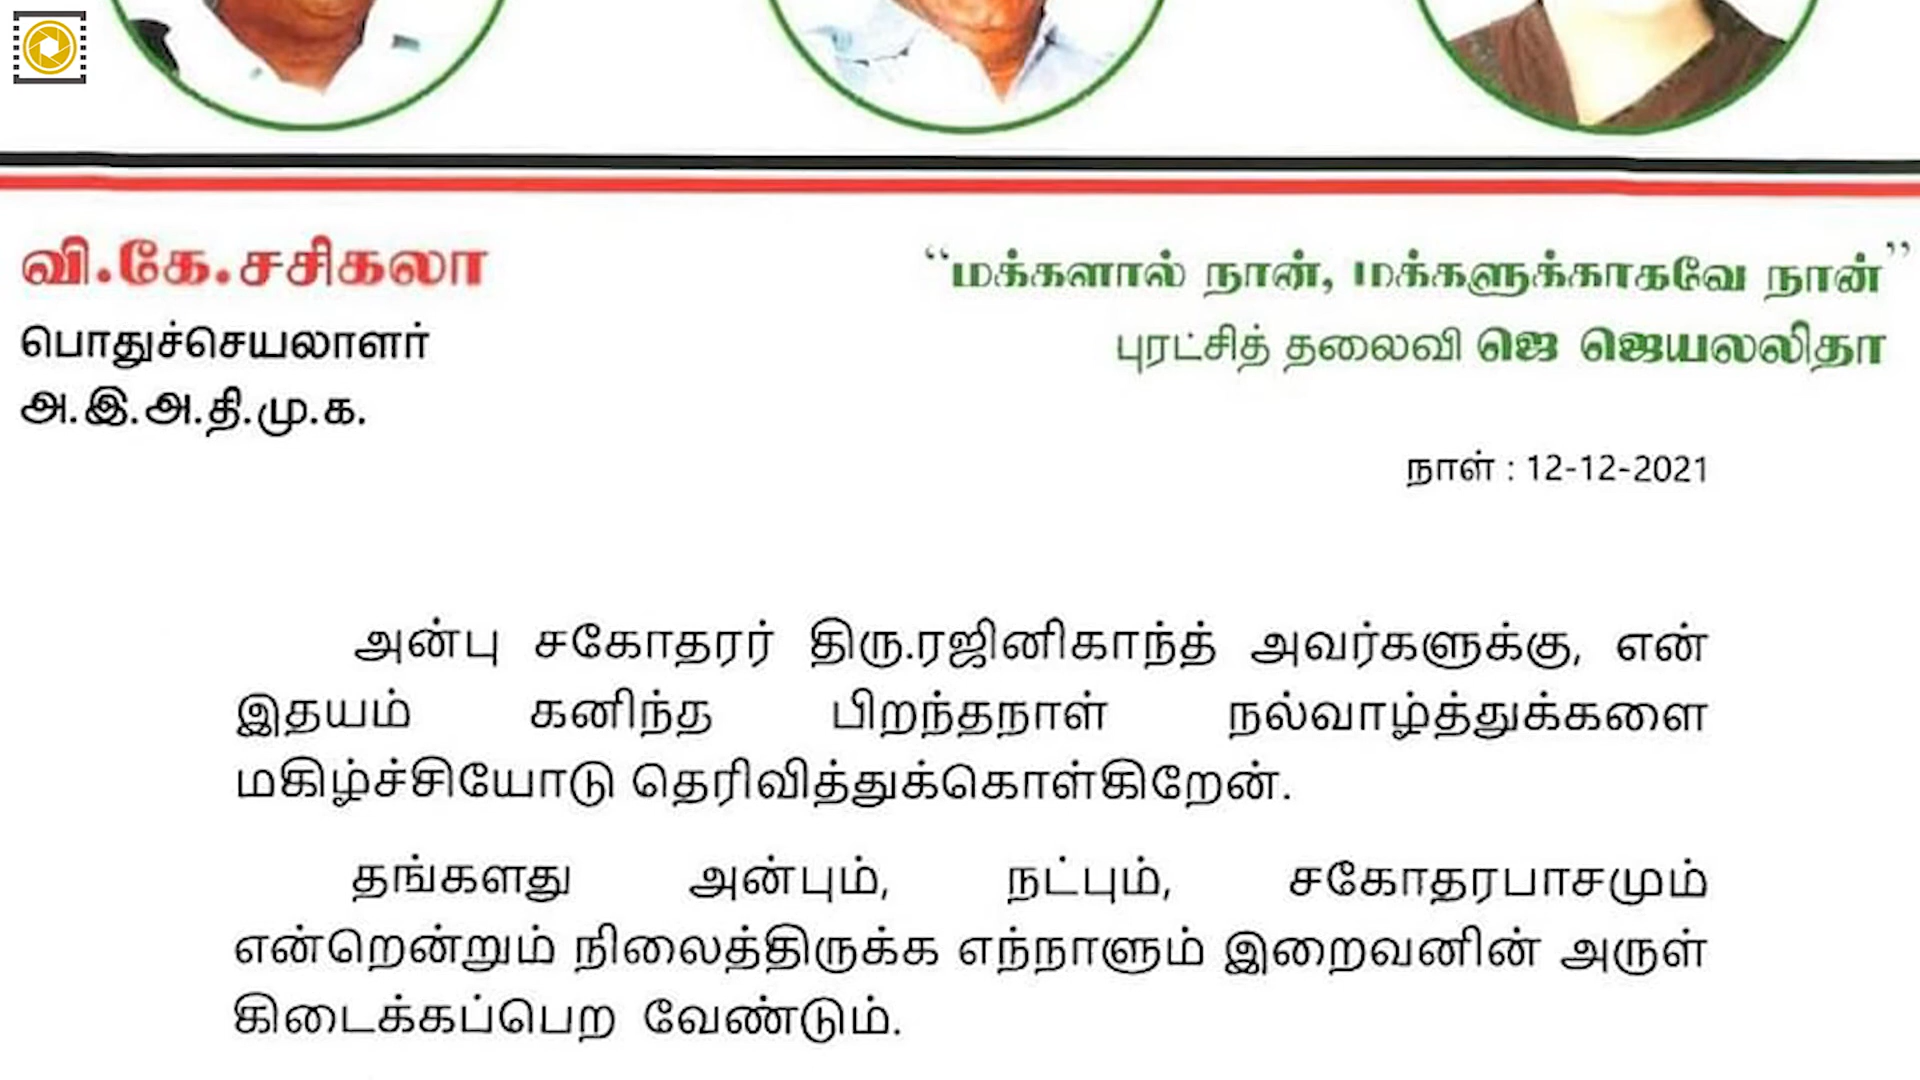 வி.கே.சசிகலா
பொதுச்செயலாளர்
அ.இ.அ.தி.மு.க.
“மக்களால் நான், மக்களுக்காகவே நான்”
புரட்சித் தலைவி ஜெ ஜெயலலிதா
நாள் : 12-12-2021
அன்பு சகோதரர் திரு.ரஜினிகாந்த் அவர்களுக்கு, என்
இதயம் கனிந்த பிறந்தநாள் நல்வாழ்த்துக்களை
மகிழ்ச்சியோடு தெரிவித்துக்கொள்கிறேன்.
தங்களது அன்பும், நட்பும், சகோதரபாசமும்
என்றென்றும் நிலைத்திருக்க எந்நாளும் இறைவனின் அருள்
கிடைக்கப்பெற வேண்டும்.